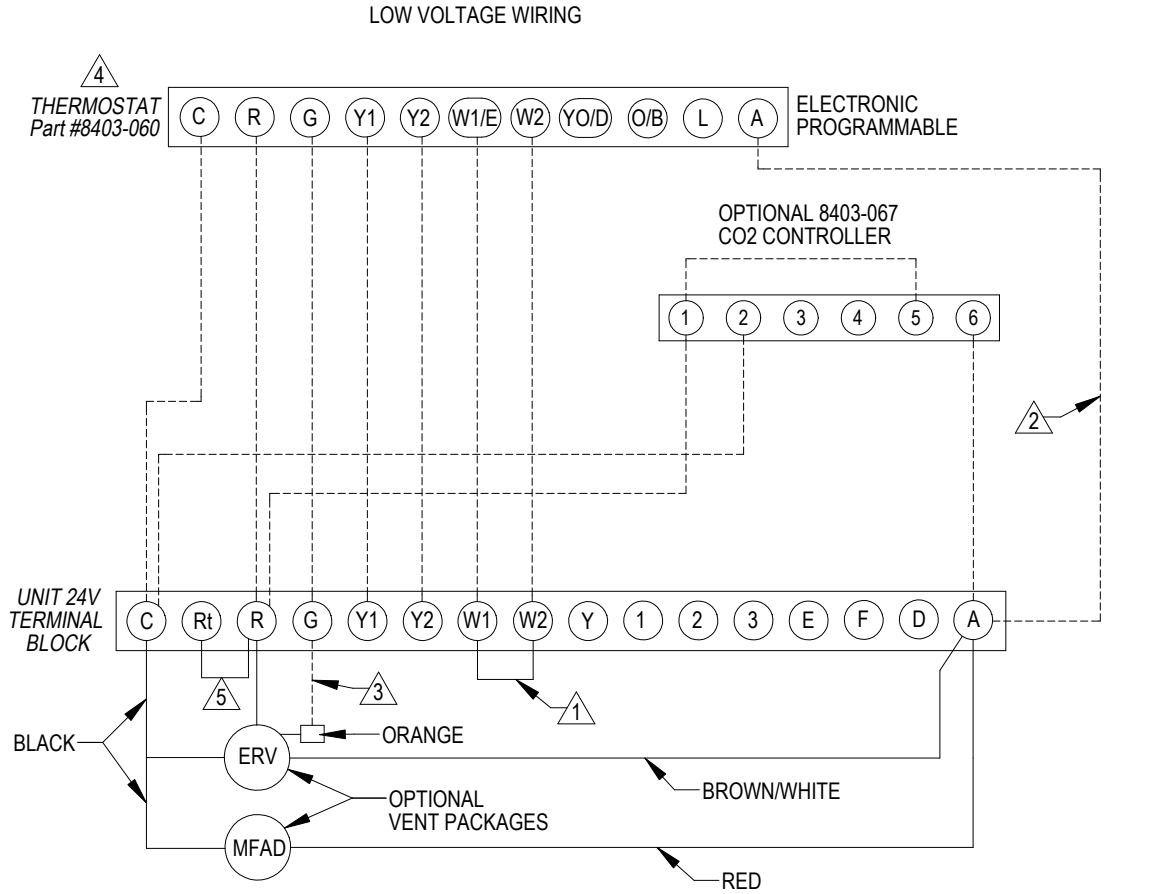 LOW VOLTAGE WIRING
4
THERMOSTAT
Part #8403-060
C R G Y1 Y2 W1/E W2 YO/D O/B L A
ELECTRONIC
PROGRAMMABLE
OPTIONAL 8403-067
CO2 CONTROLLER
1 2 3 4 5 6
2
UNIT 24V
TERMINAL
BLOCK
C Rt R G Y1 Y2 W1 W2 Y 1 2 3 E F D A
5
3
1
BLACK
ORANGE
ERV
BROWN/WHITE
OPTIONAL
VENT PACKAGES
MFAD
RED